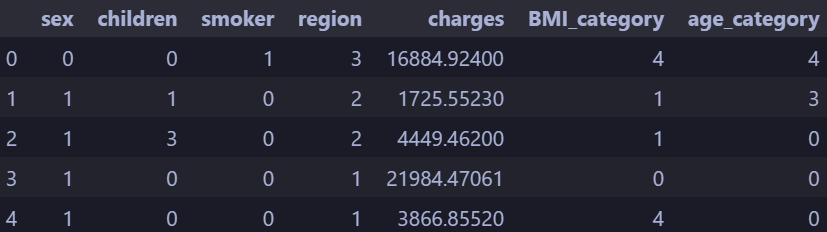 sex children smoker region charges BMI_category age_category
0 0 0 1 3 16884.92400 4 4
1 1 1 0 2 1725.55230 1 3
2 1 3 0 2 4449.46200 1 0
3 1 0 0 1 21984.47061 0 0
4 1 0 0 1 3866.85520 4 0